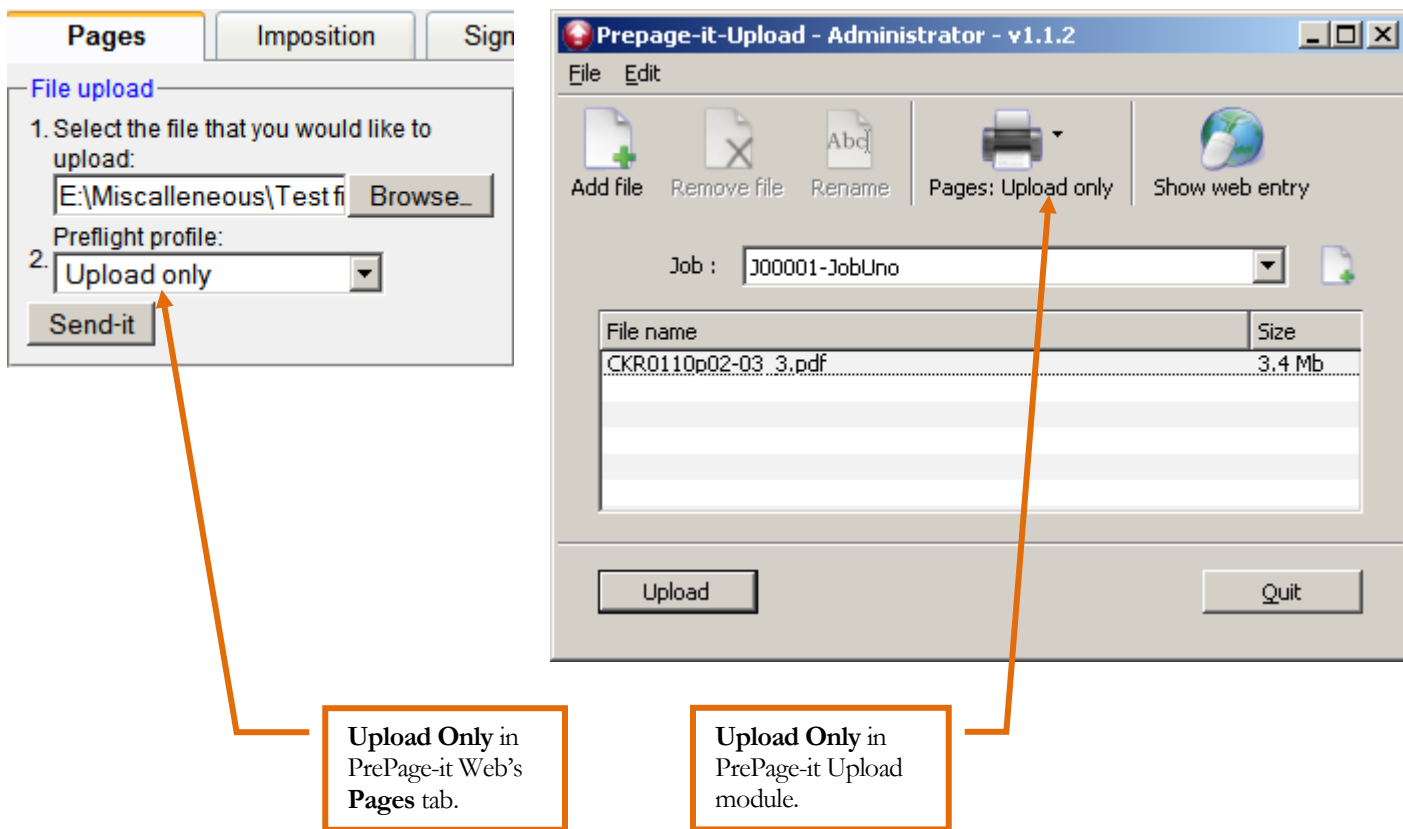 Pages
Imposition
Sign
File upload
1. Select the file that you would like to
upload:
E:\Miscalleneous\Test fi
Browse...
Preflight profile:
2.
Upload only
Send-it
Prepage-it-Upload - Administrator - v1.1.2
File Edit
Add file
Remove file
Abc
Rename
Pages: Upload only
Show web entry
Job :
J00001-JobUno
File name
Size
CKR0110p02-03_3.pdf
3.4 Mb
Upload
Quit
Upload Only in
PrePage-it Web’s
Pages tab.
Upload Only in
PrePage-it Upload
module.